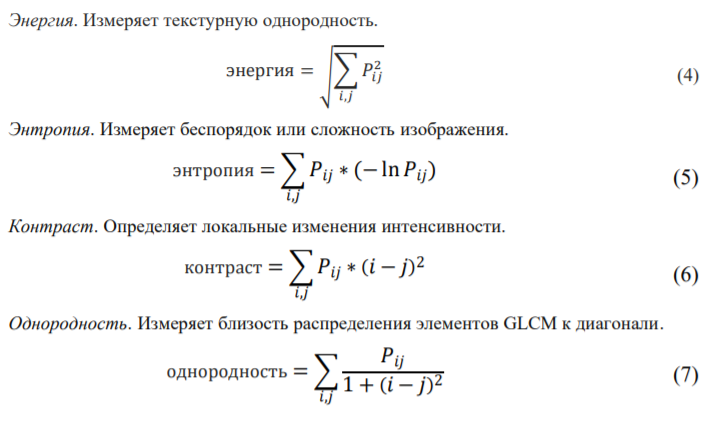 Энергия. Измеряет текстурную однородность.
энергия = √∑_{i,j} P_{ij}^2 (4)
Энтропия. Измеряет беспорядок или сложность изображения.
энтропия = ∑_{i,j} P_{ij} * (− ln P_{ij}) (5)
Контраст. Определяет локальные изменения интенсивности.
контраст = ∑_{i,j} P_{ij} * (i − j)^2 (6)
Однородность. Измеряет близость распределения элементов GLCM к диагонали.
однородность = ∑_{i,j} P_{ij} / (1 + (i − j)^2) (7)